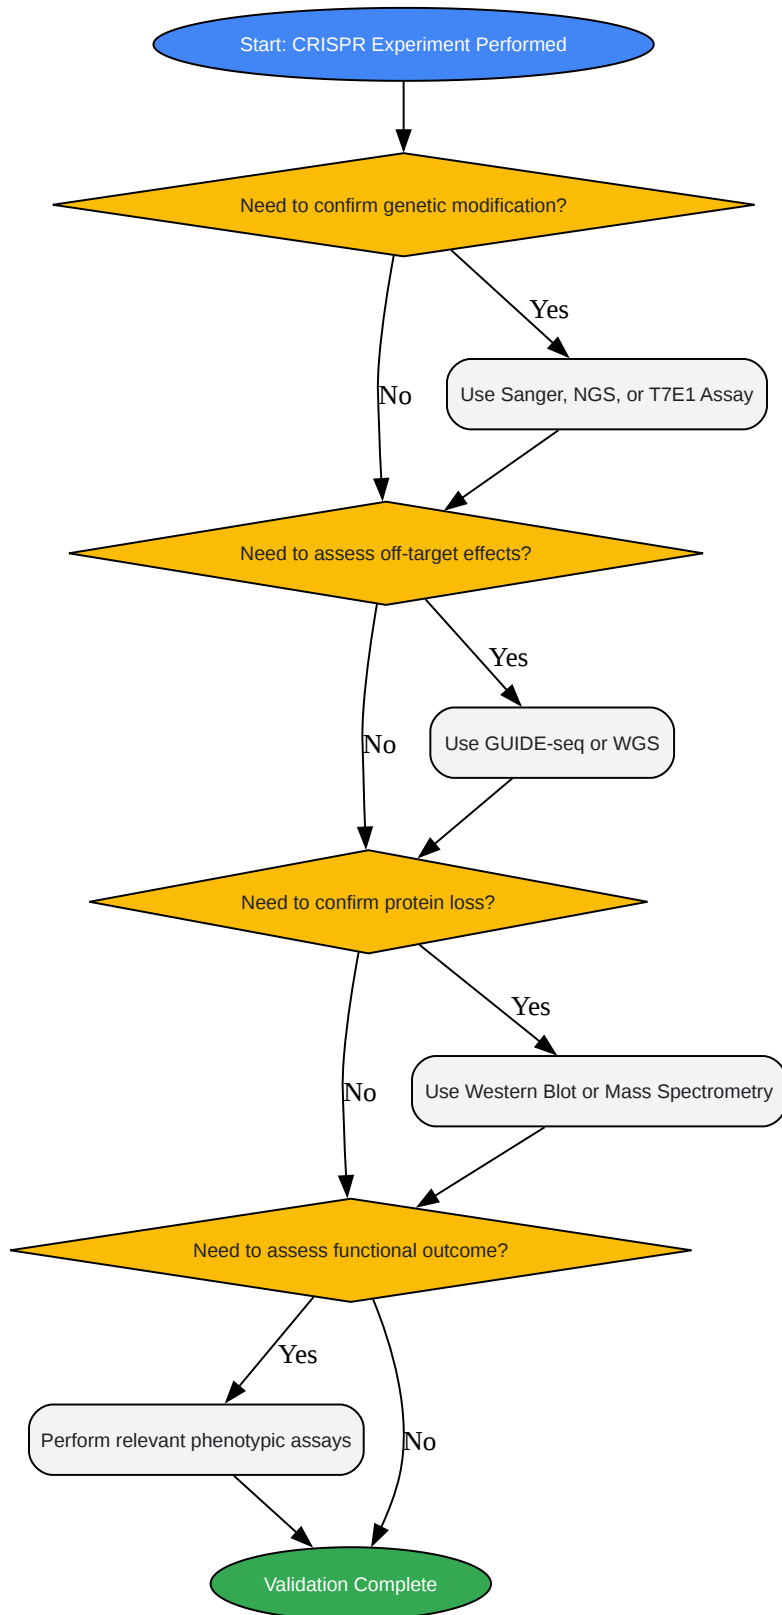 Start: CRISPR Experiment Performed
Need to confirm genetic modification?
Yes
Use Sanger, NGS, or T7E1 Assay
No
Need to assess off-target effects?
Yes
Use GUIDE-seq or WGS
No
Need to confirm protein loss?
Yes
Use Western Blot or Mass Spectrometry
No
Need to assess functional outcome?
Yes
Perform relevant phenotypic assays
No
Validation Complete